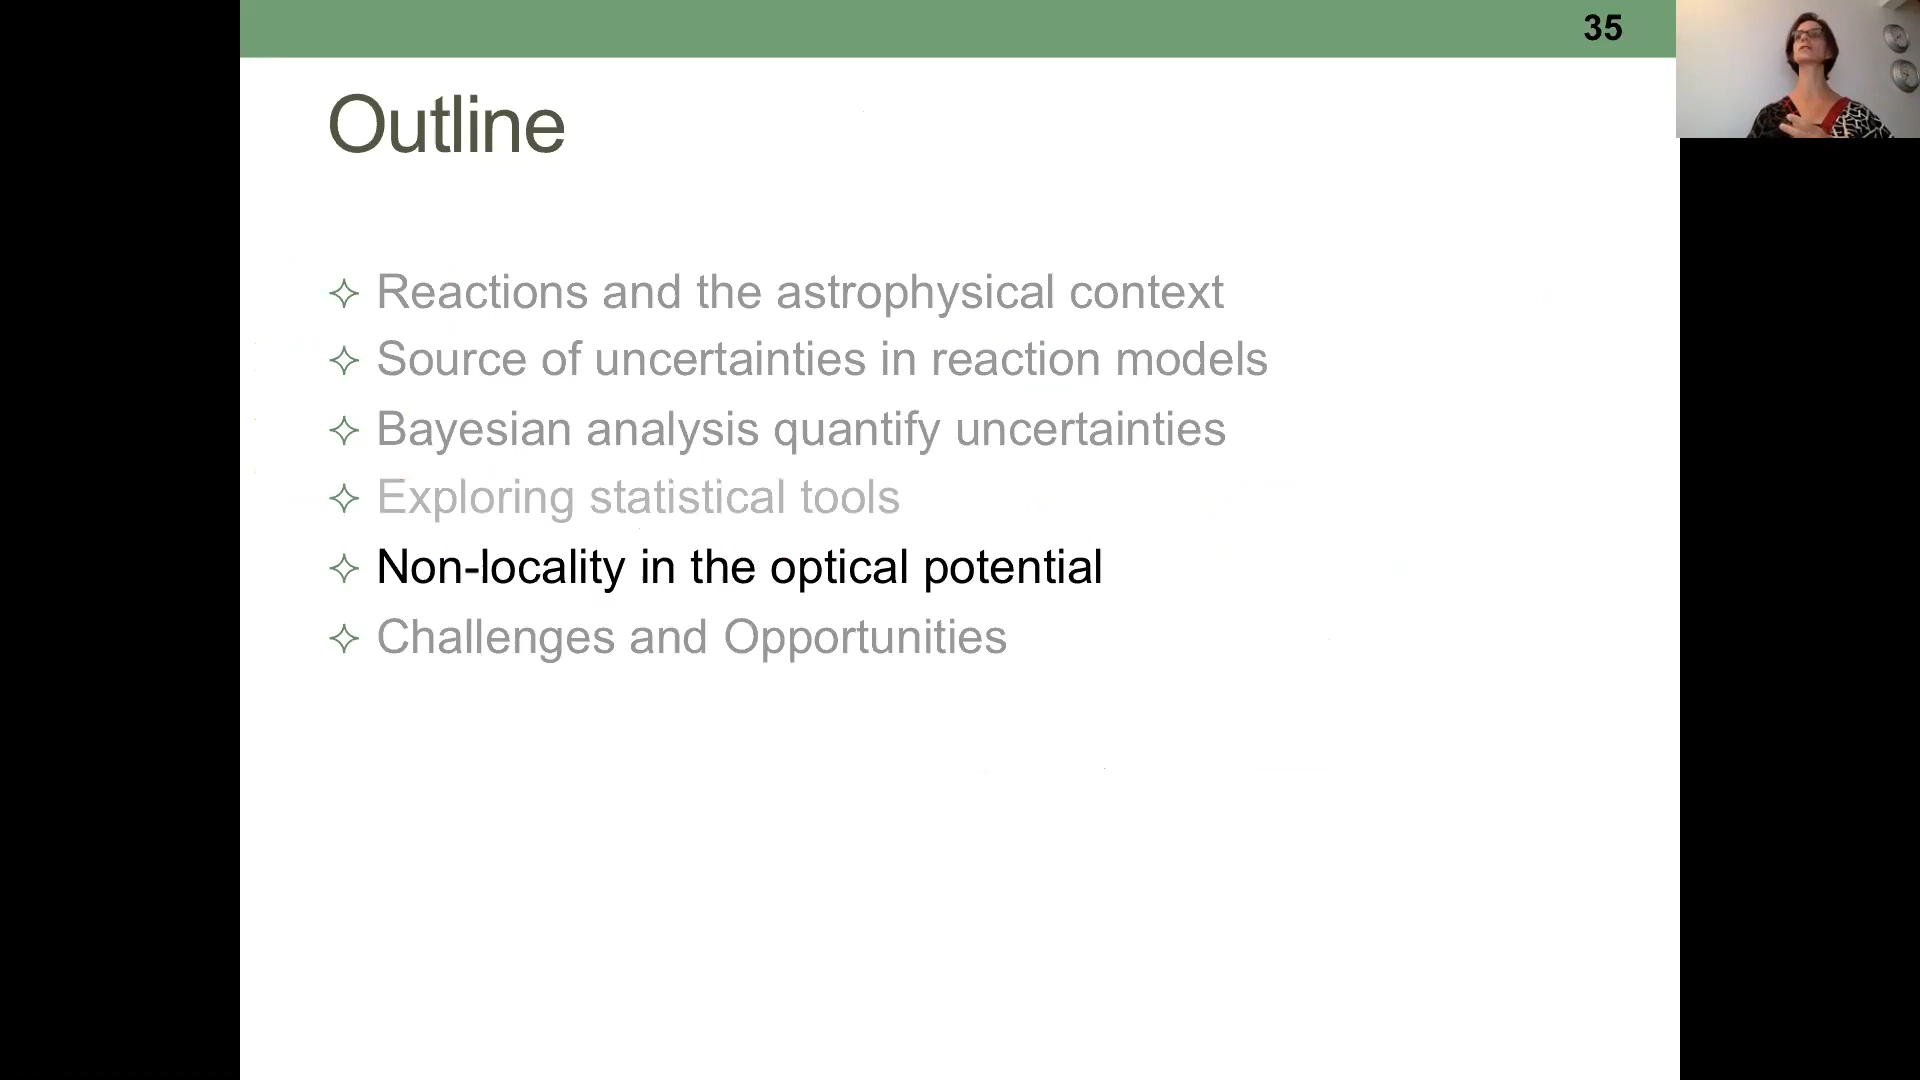 35
Outline
Reactions and the astrophysical context
Source of uncertainties in reaction models
Bayesian analysis quantify uncertainties
Exploring statistical tools
Non-locality in the optical potential
Challenges and Opportunities